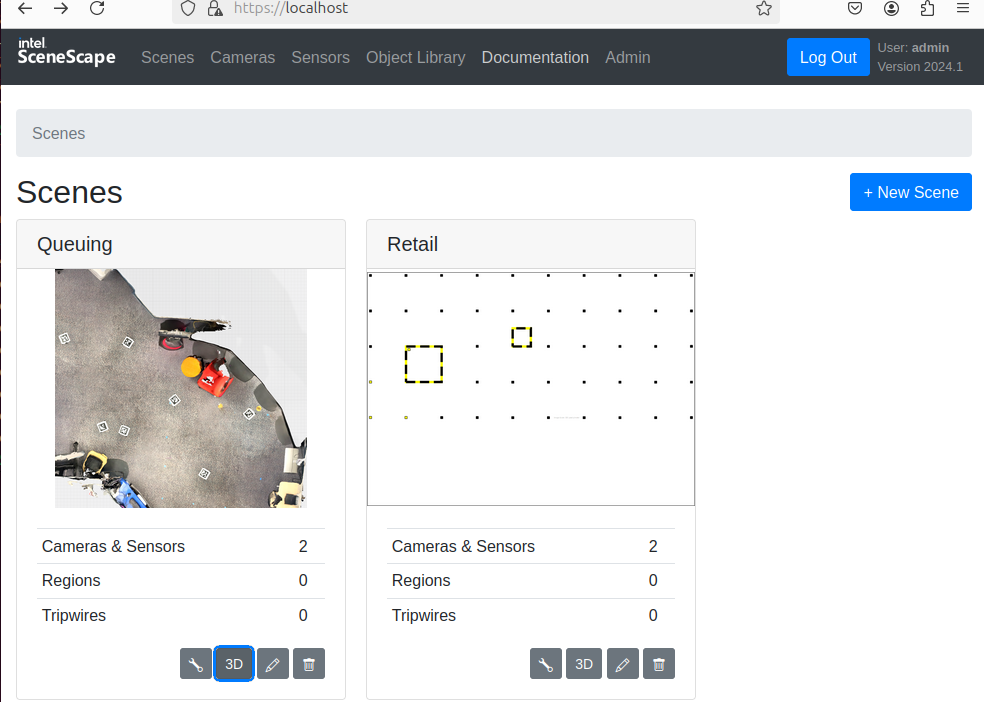 https://localhost
intel.
SceneScape
Scenes Cameras Sensors Object Library Documentation Admin
Log Out
User: admin
Version 2024.1
Scenes
Scenes
+ New Scene
Queuing
Cameras & Sensors 2
Regions 0
Tripwires 0
3D
Retail
Cameras & Sensors 2
Regions 0
Tripwires 0
3D